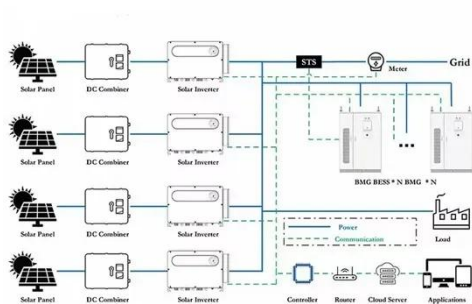 STS
Meter
Grid
Solar Panel
DC Combiner
Solar Inverter
Solar Panel
DC Combiner
Solar Inverter
BMG BESS * N BMG * N
Solar Panel
DC Combiner
Solar Inverter
Power
Communication
Load
Solar Panel
DC Combiner
Solar Inverter
Controller
Router
Cloud Server
Applications